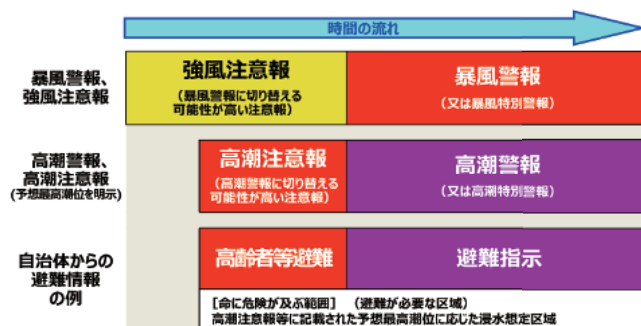 時間の流れ
暴風警報、
強風注意報
強風注意報
（暴風警報に切り替える
可能性が高い注意報）
暴風警報
（又は暴風特別警報）
高潮警報、
高潮注意報
(予想最高潮位を明示)
高潮注意報
（高潮警報に切り替える
可能性が高い注意報）
高潮警報
（又は高潮特別警報）
自治体からの
避難情報
の例
高齢者等避難
避難指示
［命に危険が及ぶ範囲］（避難が必要な区域）
高潮注意報等に記載された予想最高潮位に応じた浸水想定区域